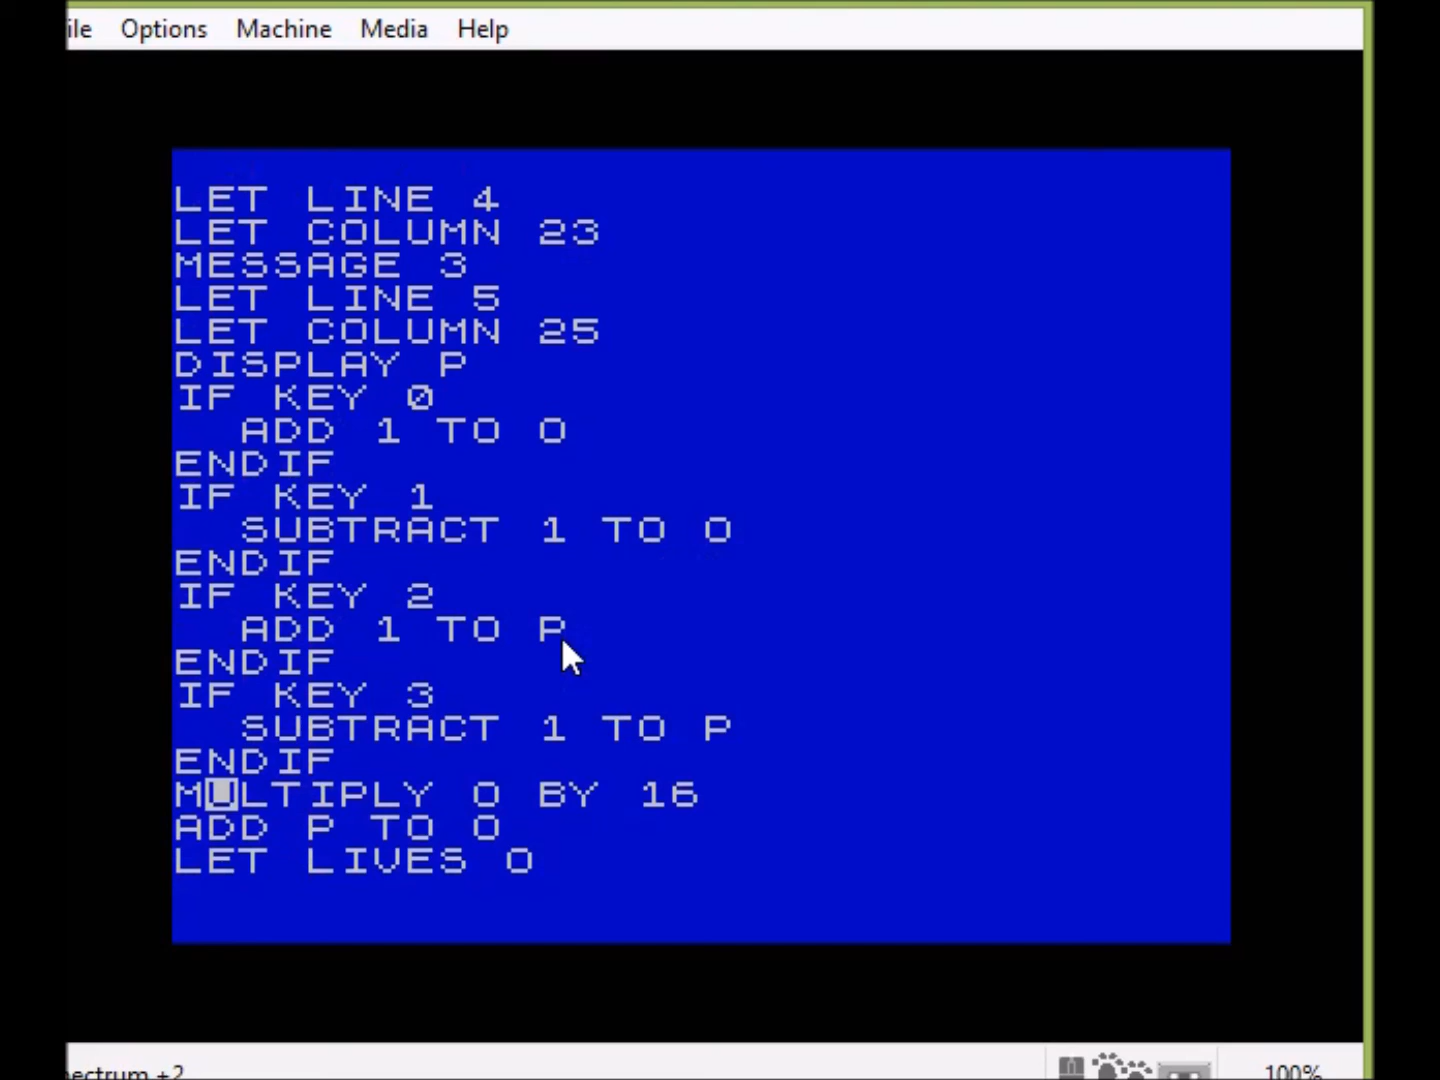 ile Options Machine Media Help
LET LINE 4
LET COLUMN 23
MESSAGE 3
LET LINE 5
LET COLUMN 25
DISPLAY P
IF KEY 0
ADD 1 TO O
ENDIF
IF KEY 1
SUBTRACT 1 TO O
ENDIF
IF KEY 2
ADD 1 TO P
ENDIF
IF KEY 3
SUBTRACT 1 TO P
ENDIF
MULTIPLY O BY 16
ADD P TO O
LET LIVES O
ectrum +2 100%